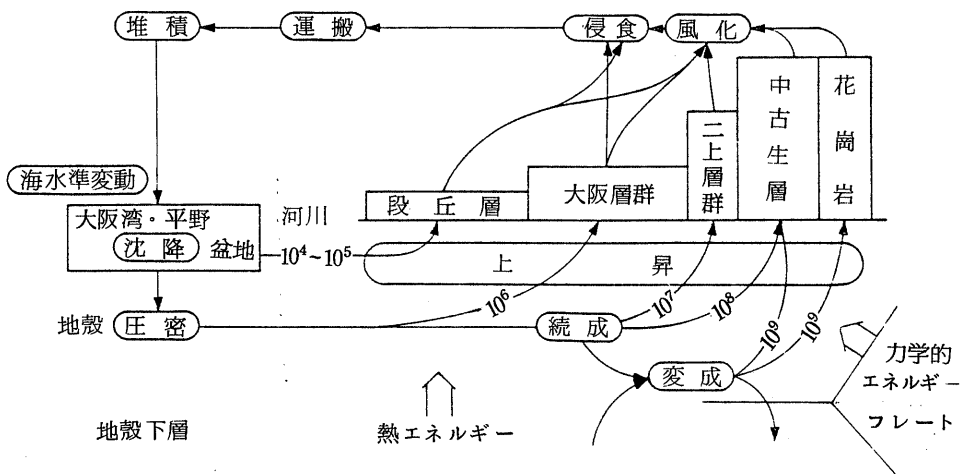 堆積
運搬
侵食
風化
海水準変動
大阪湾・平野
沈降 盆地
河川
10⁴~10⁵
段丘層
大阪層群
二上層群
中古生層
花崗岩
上昇
10⁶
10⁷
10⁸
10⁹
10⁹
地殻
圧密
続成
変成
地殻下層
熱エネルギー
力学的
エネルギー
プレート